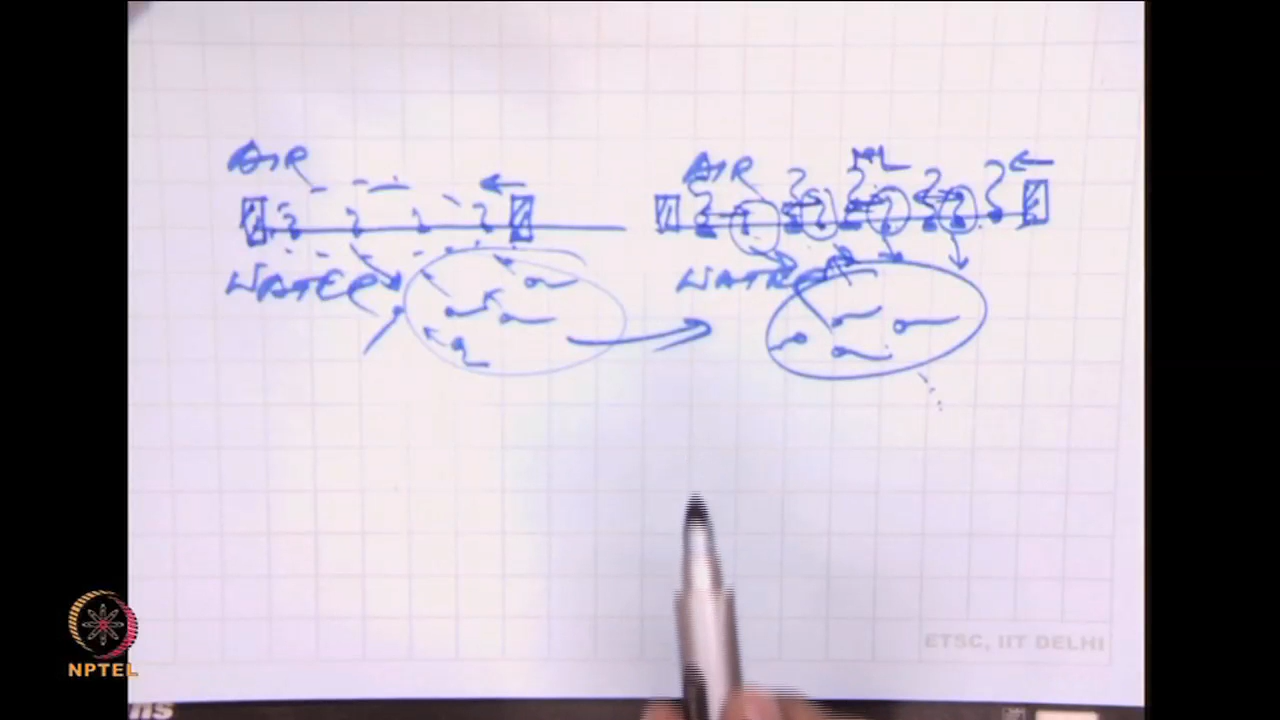 AIR
AIR
ML
WATER
WATER
ETSC, IIT DELHI
NPTEL